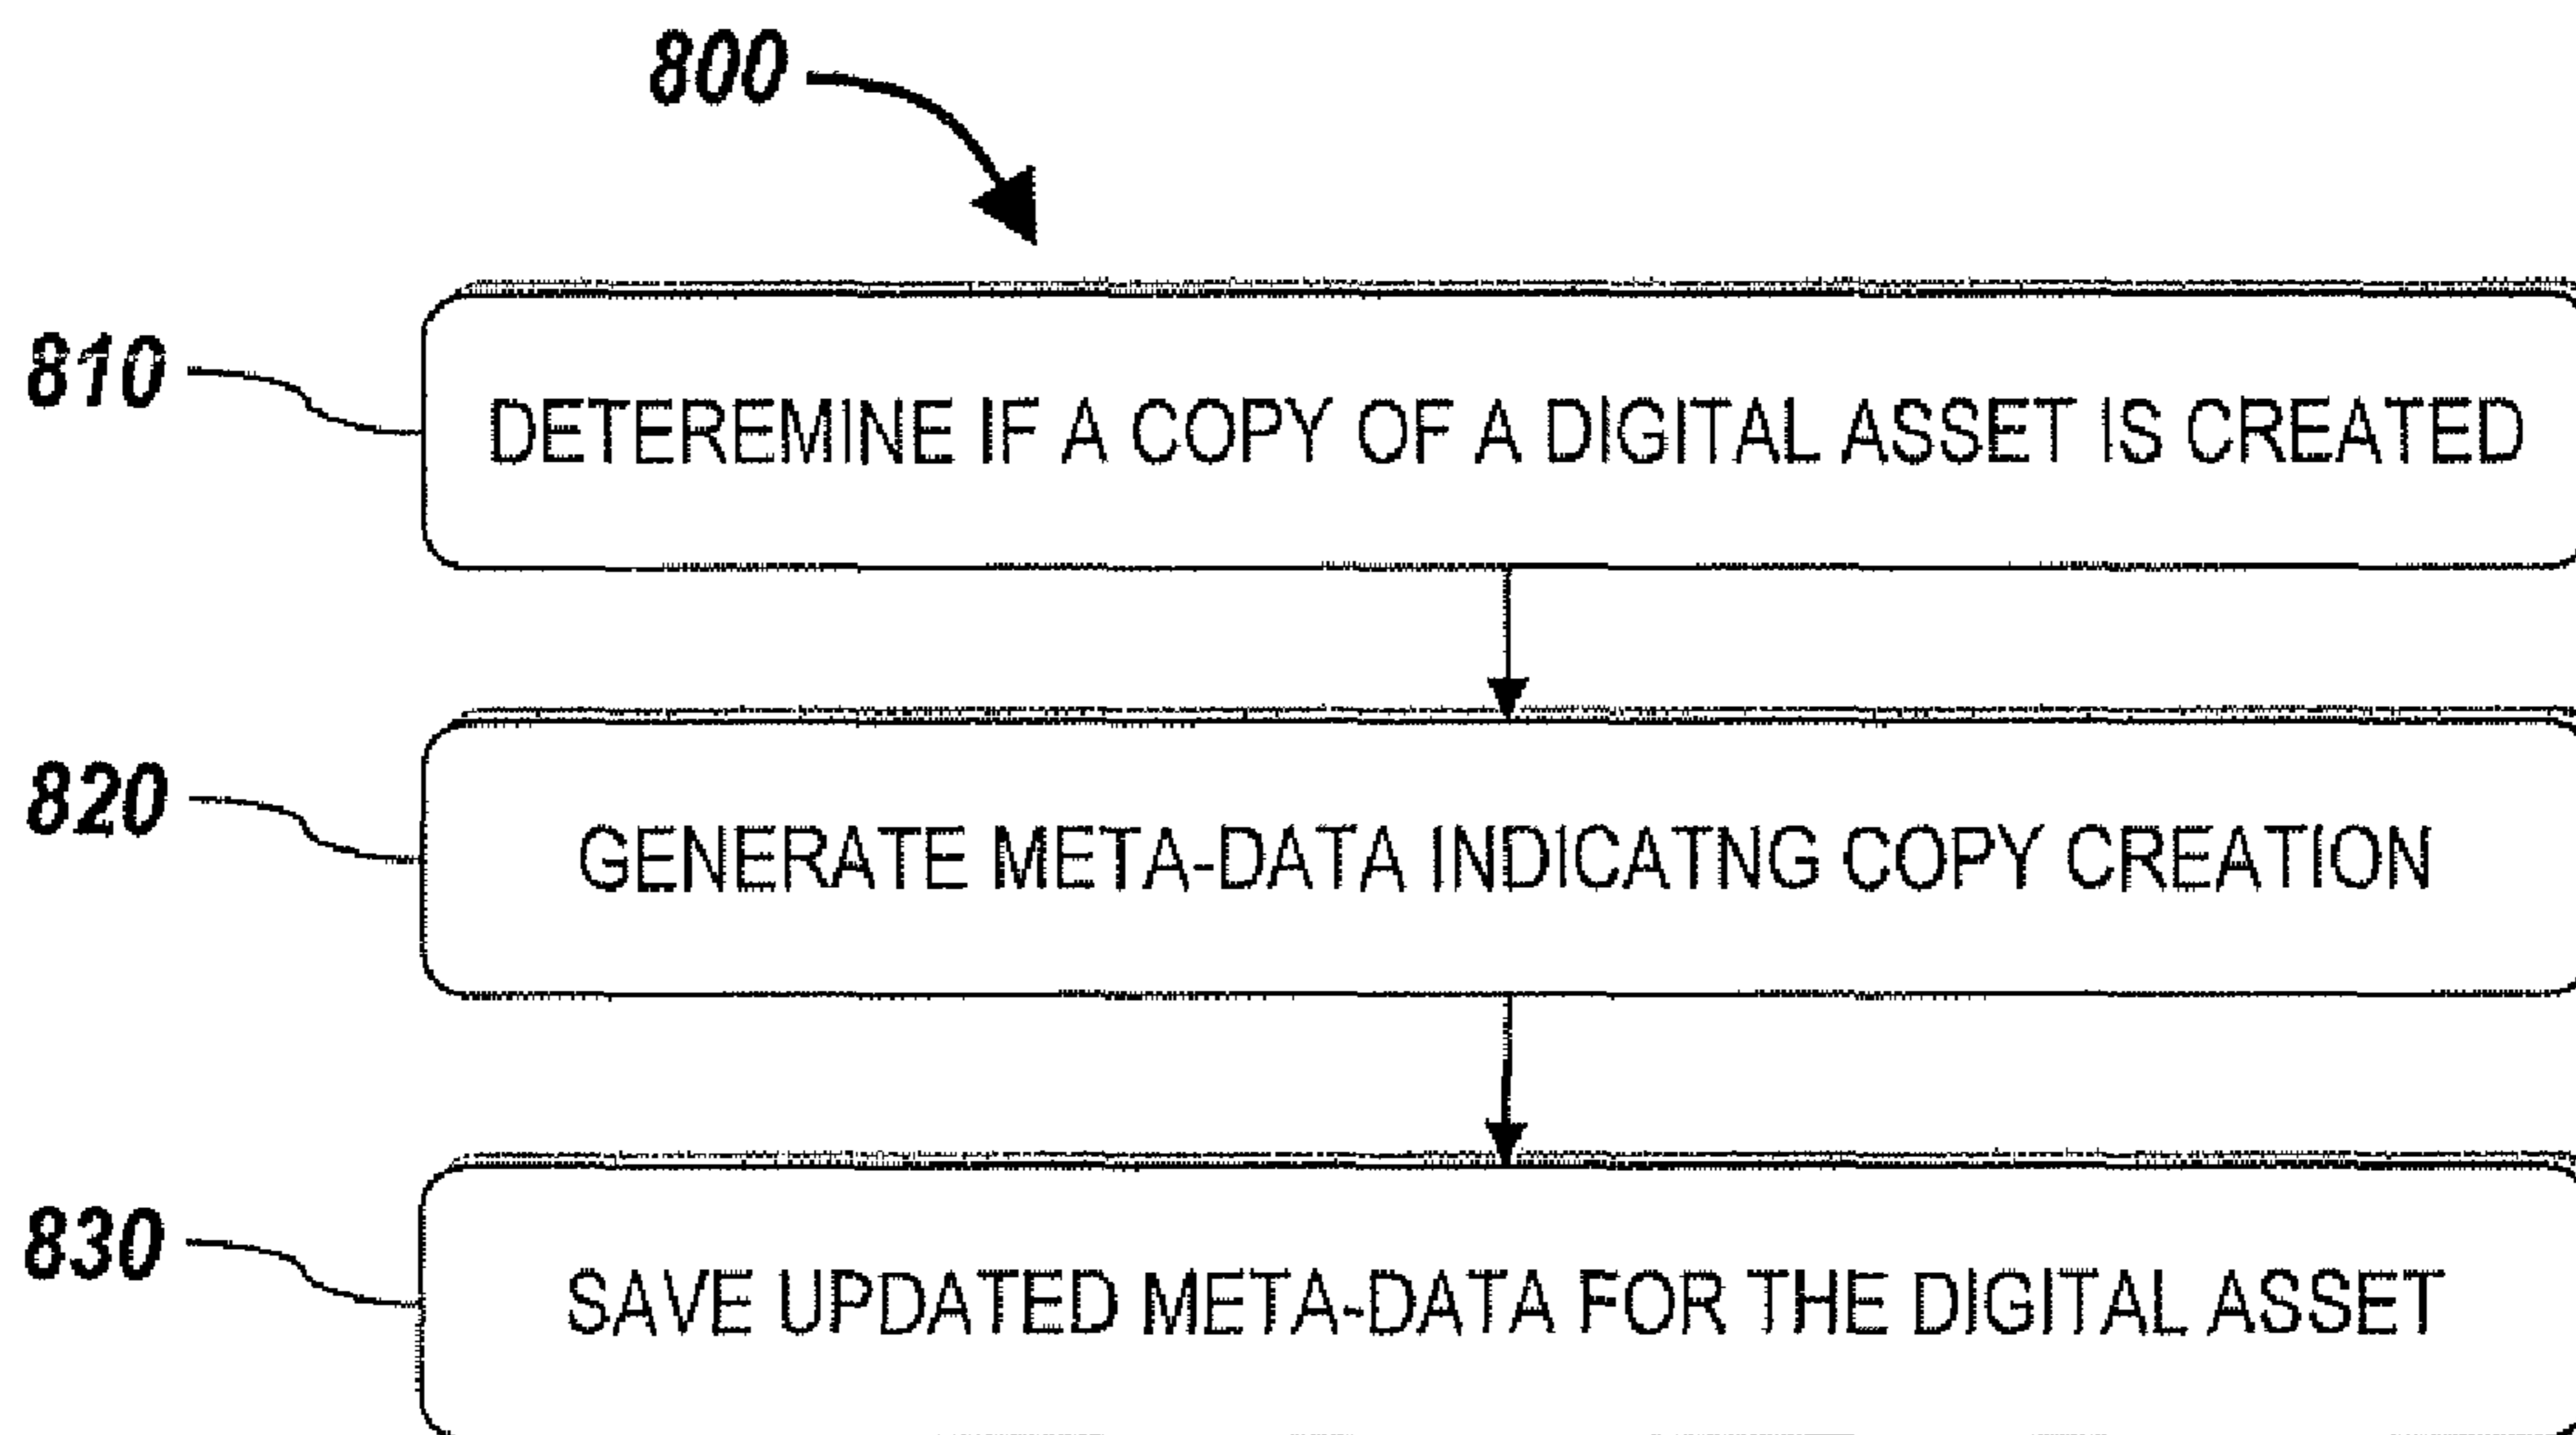 800
810
DETEREMINE IF A COPY OF A DIGITAL ASSET IS CREATED
820
GENERATE META-DATA INDICATNG COPY CREATION
830
SAVE UPDATED META-DATA FOR THE DIGITAL ASSET